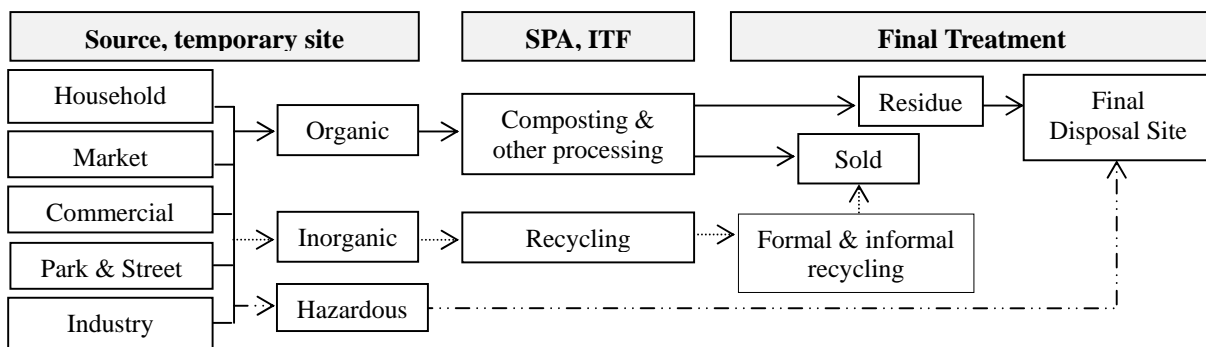 Source, temporary site
SPA, ITF
Final Treatment
Household
Market
Commercial
Park & Street
Industry
Organic
Inorganic
Hazardous
Composting &
other processing
Recycling
Residue
Sold
Formal & informal
recycling
Final
Disposal Site